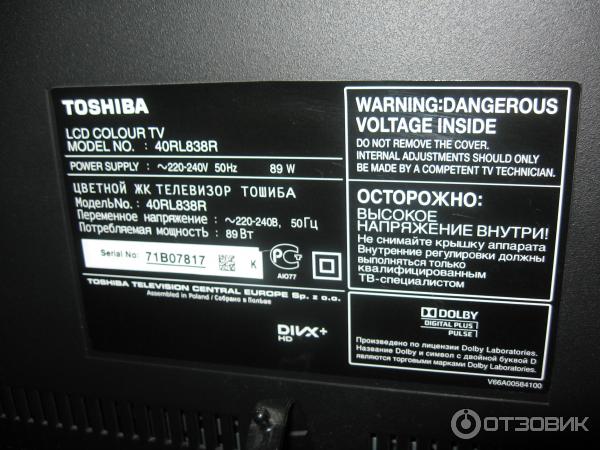 TOSHIBA
LCD COLOUR TV
MODEL NO. : 40RL838R
POWER SUPPLY : ~220-240V 50Hz 89 W
ЦВЕТНОЙ ЖК ТЕЛЕВИЗОР ТОШИБА
Модель№. : 40RL838R
Переменное напряжение : ~220-240В, 50Гц
Потребляемая мощность : 89Вт
Serial No: 71B07817 K
АЮ77
TOSHIBA TELEVISION CENTRAL EUROPE Sp. z o.o.
Assembled in Poland / Собрано в Польше
DIVX+
HD
WARNING:DANGEROUS
VOLTAGE INSIDE
DO NOT REMOVE THE COVER.
INTERNAL ADJUSTMENTS SHOULD ONLY
BE MADE BY A COMPETENT TV TECHNICIAN.
ОСТОРОЖНО:
ВЫСОКОЕ
НАПРЯЖЕНИЕ ВНУТРИ!
Не снимайте крышку аппарата
Внутренние регулировки должны
выполняться только
квалифицированным
ТВ-специалистом
DOLBY
DIGITAL PLUS
PULSE
Произведено по лицензии Dolby Laboratories.
Название Dolby и символ с двойной буквой D
являются торговыми марками Dolby Laboratories.
V66A00584100
ОТЗОВИК